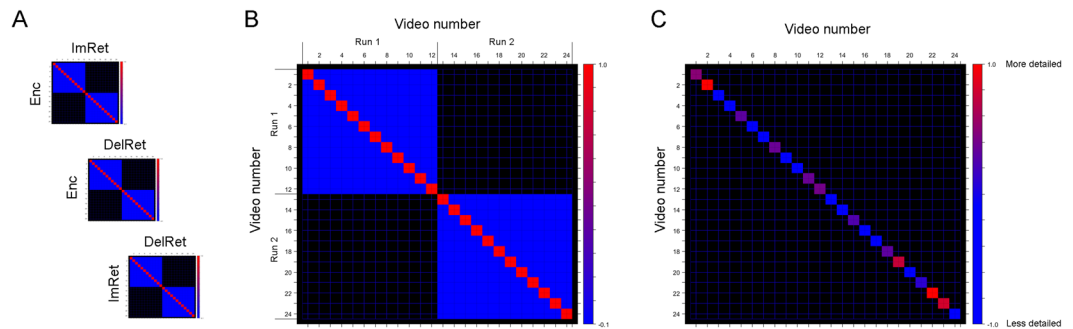 A
ImRet
Enc
DelRet
Enc
DelRet
ImRet
B
Video number
Run 1
Run 2
2 4 6 8 10 12 14 16 18 20 22 24
Video number
Run 1
Run 2
2
4
6
8
10
12
14
16
18
20
22
24
1.0
-0.1
C
Video number
2 4 6 8 10 12 14 16 18 20 22 24
Video number
2
4
6
8
10
12
14
16
18
20
22
24
1.0 More detailed
-1.0 Less detailed